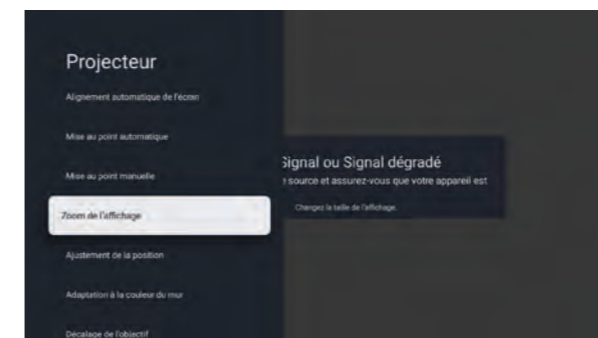 Projecteur
Alignement automatique de l'écran
Mise au point automatique
Mise au point manuelle
Zoom de l'affichage
Ajustement de la position
Adaptation à la couleur du mur
Décalage de l'objectif
Signal ou Signal dégradé
source et assurez-vous que votre appareil est
Changez la taille de l'affichage.